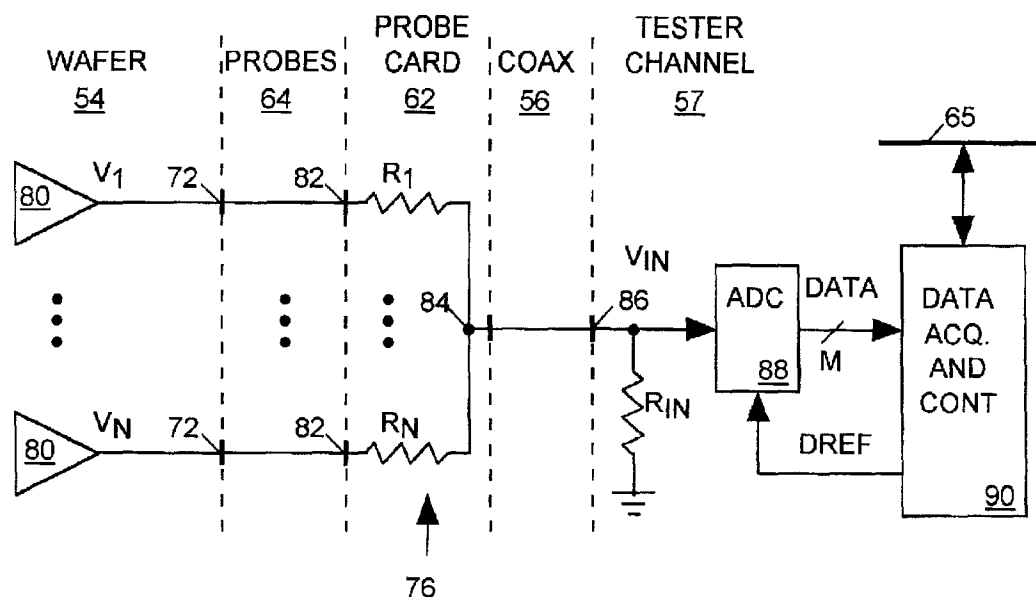 WAFER
54
PROBES
64
PROBE
CARD
62
COAX
56
TESTER
CHANNEL
57
65
80
V1
72
82
R1
84
86
VIN
ADC
88
DATA
M
DATA
ACQ.
AND
CONT
90
RIN
DREF
80
VN
72
82
RN
76